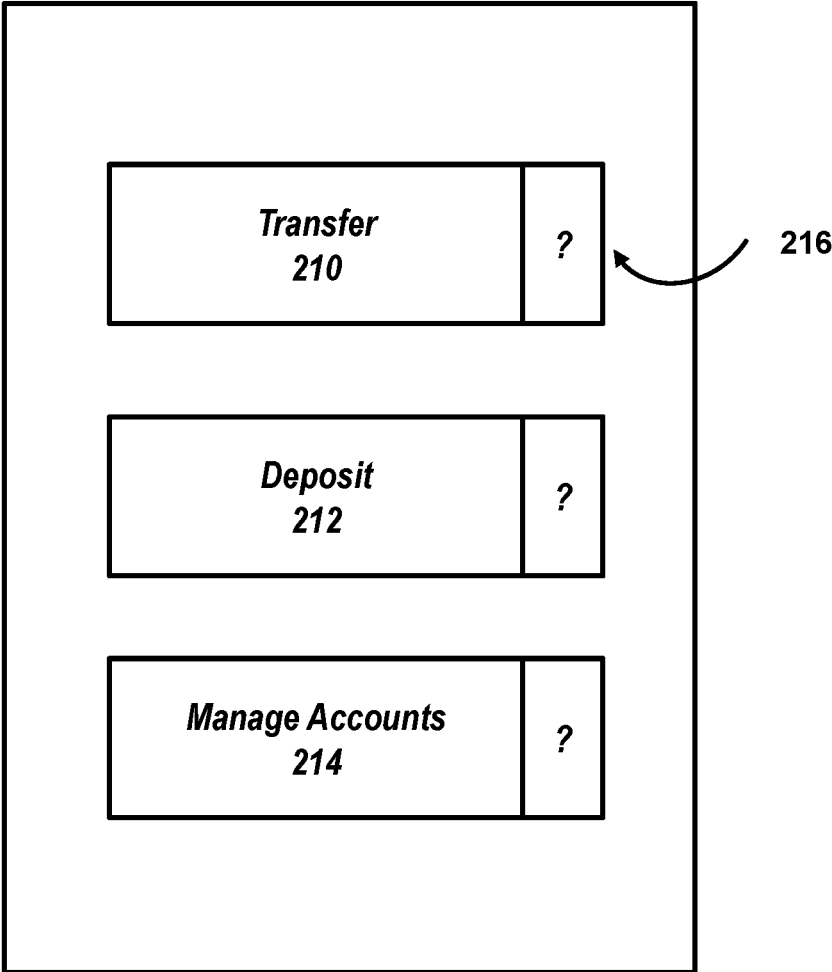 Transfer
210
?
216
Deposit
212
?
Manage Accounts
214
?